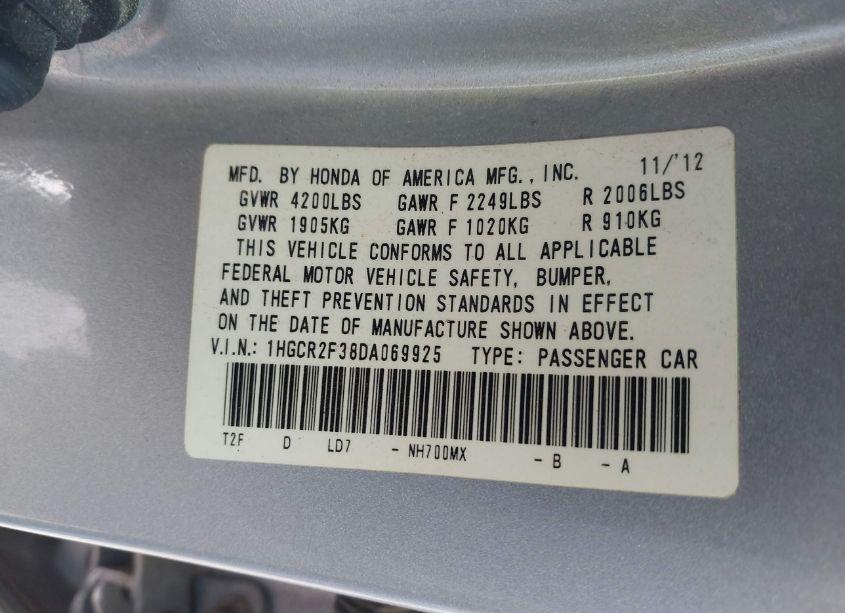 MFD. BY HONDA OF AMERICA MFG., INC. 11/'12
GVWR 4200LBS GAWR F 2249LBS R 2006LBS
GVWR 1905KG GAWR F 1020KG R 910KG
THIS VEHICLE CONFORMS TO ALL APPLICABLE
FEDERAL MOTOR VEHICLE SAFETY, BUMPER,
AND THEFT PREVENTION STANDARDS IN EFFECT
ON THE DATE OF MANUFACTURE SHOWN ABOVE.
V.I.N.: 1HGCR2F38DA069925 TYPE: PASSENGER CAR
T2F D LD7 - NH700MX - B - A